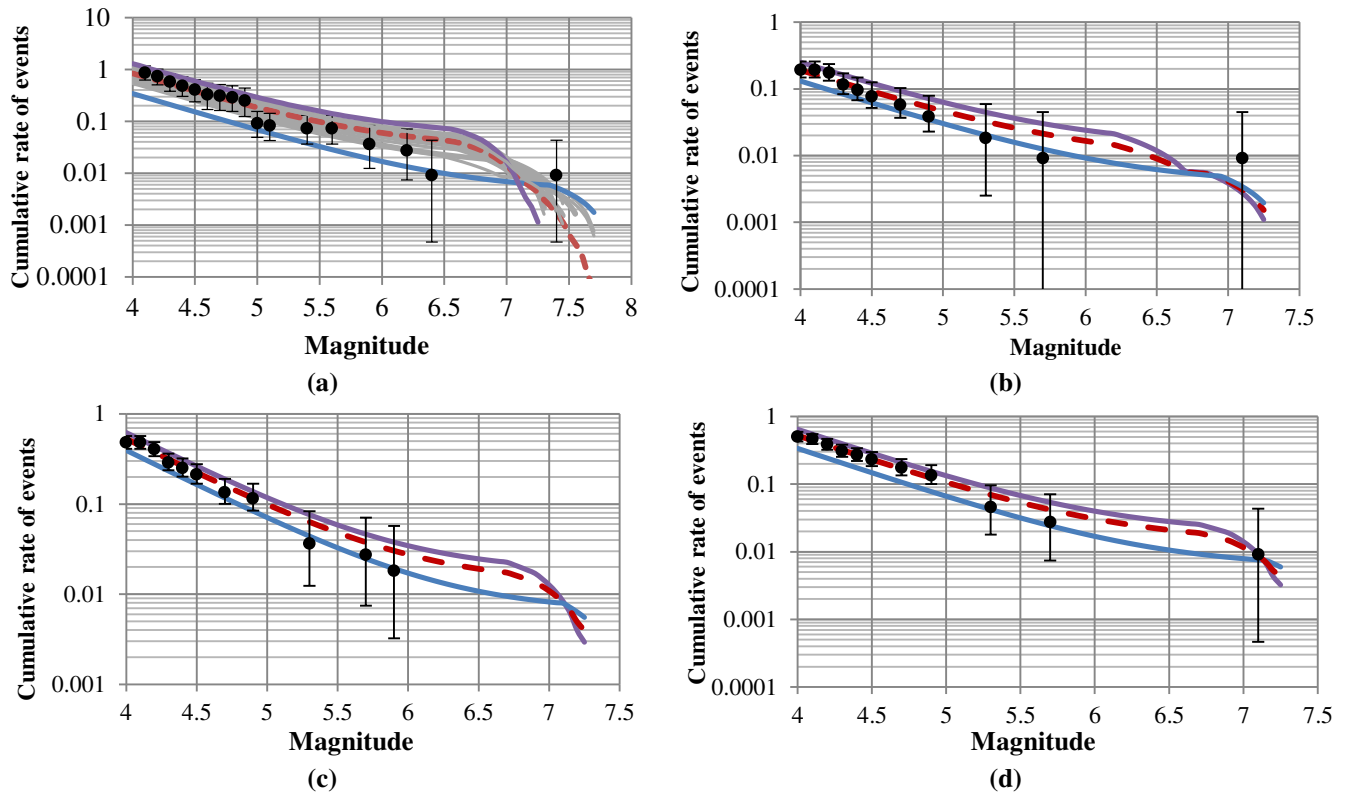 Cumulative rate of events
10
1
0.1
0.01
0.001
0.0001
4 4.5 5 5.5 6 6.5 7 7.5 8
Magnitude
(a)
Cumulative rate of events
1
0.1
0.01
0.001
0.0001
4 4.5 5 5.5 6 6.5 7 7.5
Magnitude
(b)
Cumulative rate of events
1
0.1
0.01
0.001
4 4.5 5 5.5 6 6.5 7 7.5
Magnitude
(c)
Cumulative rate of events
1
0.1
0.01
0.001
0.0001
4 4.5 5 5.5 6 6.5 7 7.5
Magnitude
(d)